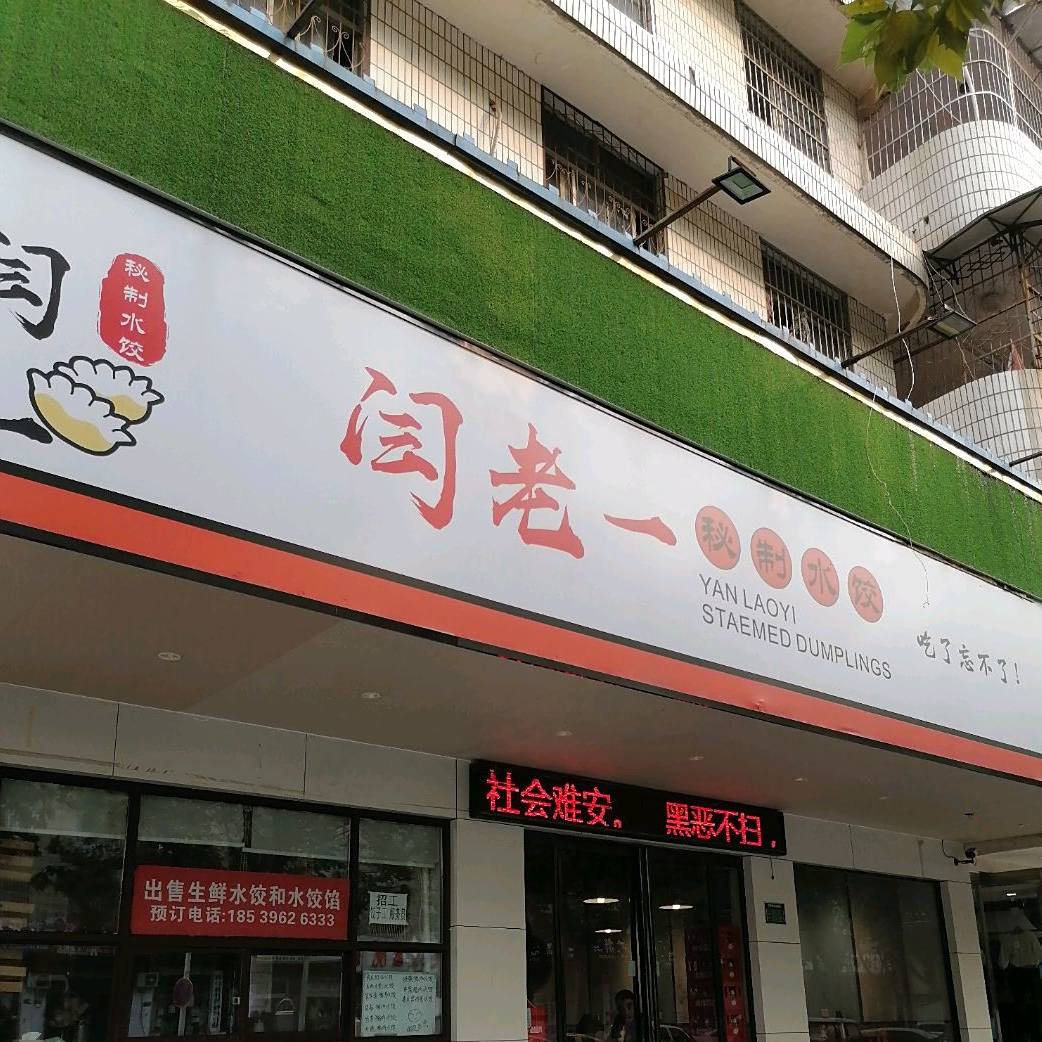 闫
秘制水饺
闫老一
秘制水饺
YAN LAOYI
STAEMED DUMPLINGS
吃了忘不了!
社会难安。 黑恶不扫,
出售生鲜水饺和水饺馅
预订电话:185 3962 6333
招工